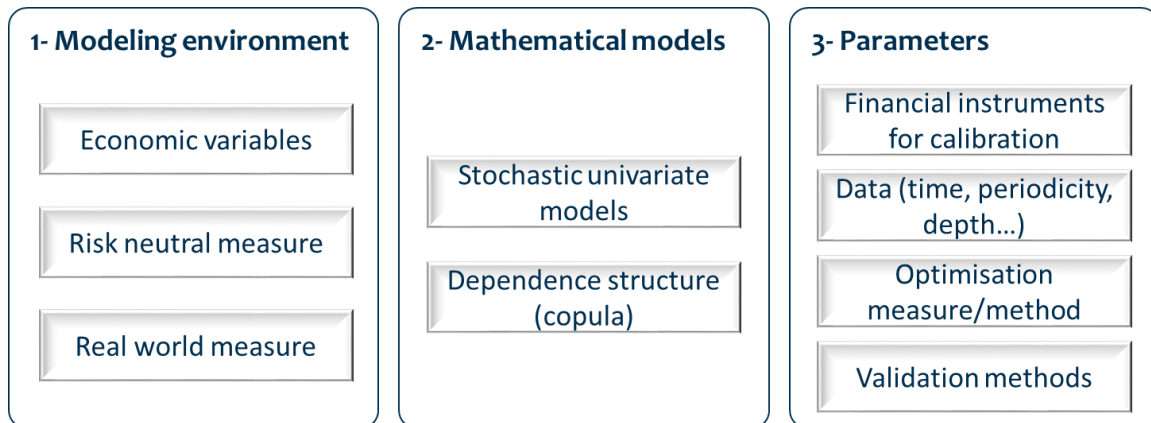 1- Modeling environment
Economic variables
Risk neutral measure
Real world measure
2- Mathematical models
Stochastic univariate
models
Dependence structure
(copula)
3- Parameters
Financial instruments
for calibration
Data (time, periodicity,
depth...)
Optimisation
measure/method
Validation methods